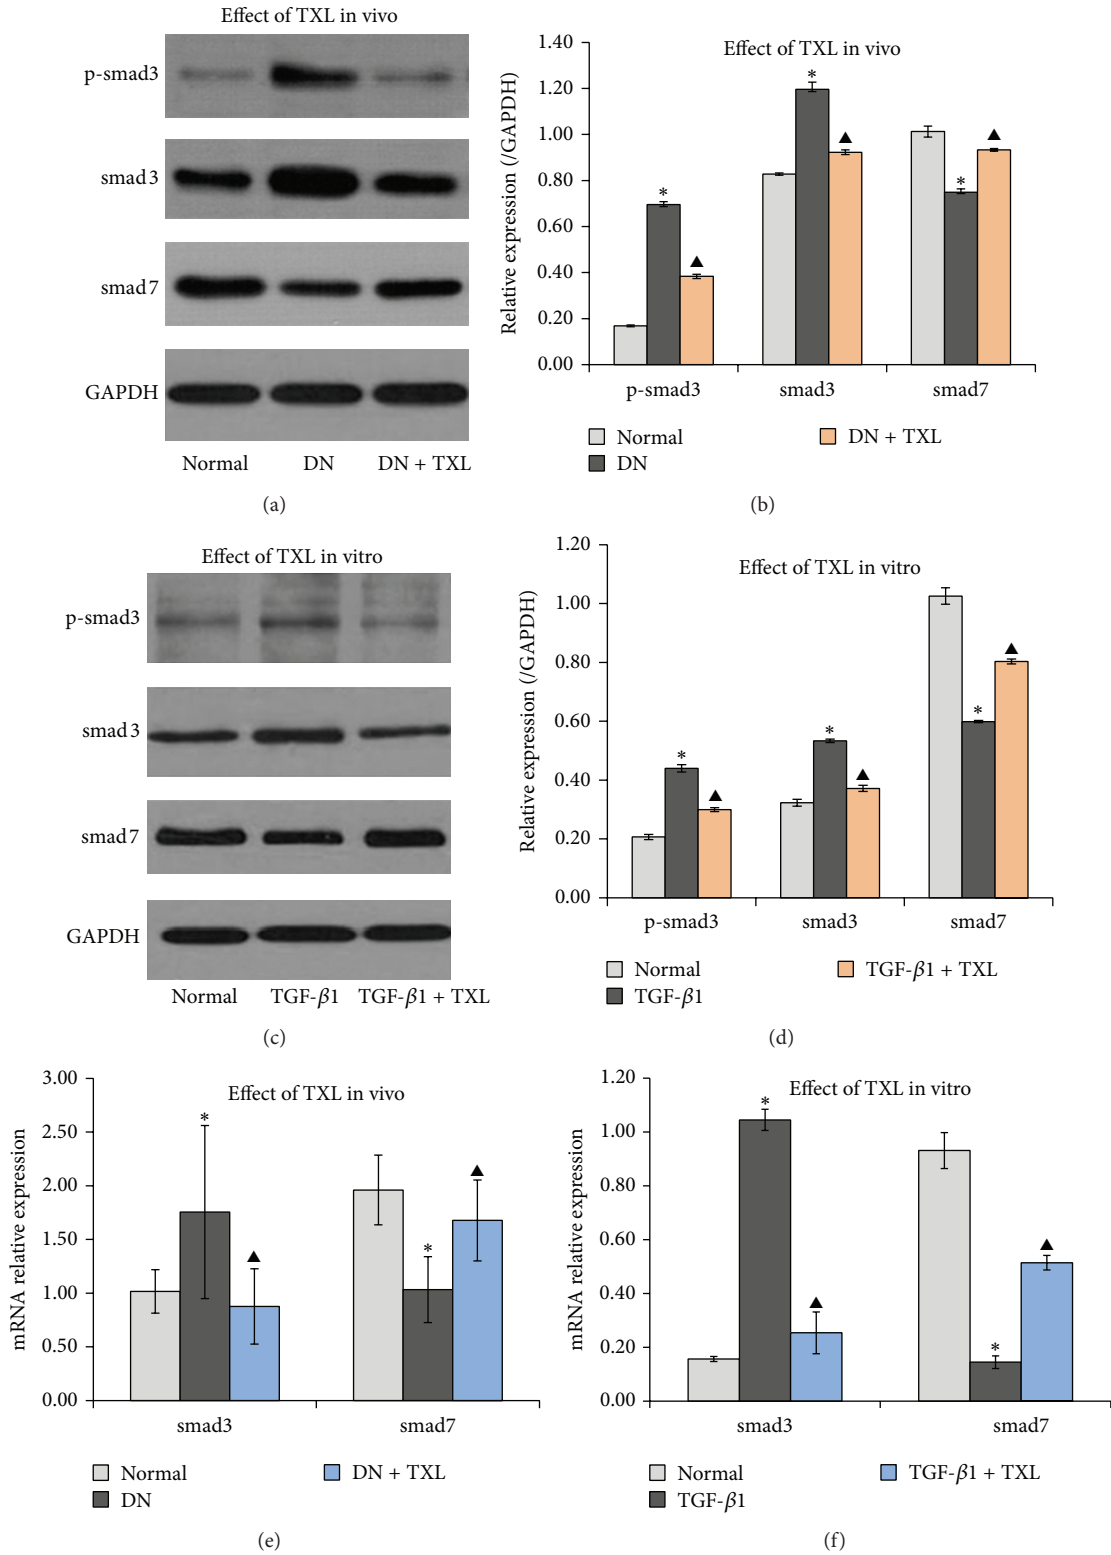 Effect of TXL in vivo
p-smad3
smad3
smad7
GAPDH
Normal DN DN + TXL
(a)
Effect of TXL in vivo
Relative expression (/GAPDH)
1.40
1.20
1.00
0.80
0.60
0.40
0.20
0.00
*
▲
*
▲
*
▲
p-smad3 smad3 smad7
Normal
DN
DN + TXL
(b)
Effect of TXL in vitro
p-smad3
smad3
smad7
GAPDH
Normal TGF-β1 TGF-β1 + TXL
(c)
Effect of TXL in vitro
Relative expression (/GAPDH)
1.20
1.00
0.80
0.60
0.40
0.20
0.00
*
▲
*
▲
*
▲
p-smad3 smad3 smad7
Normal
TGF-β1
TGF-β1 + TXL
(d)
Effect of TXL in vivo
mRNA relative expression
3.00
2.50
2.00
1.50
1.00
0.50
0.00
*
▲
*
▲
smad3 smad7
Normal
DN
DN + TXL
(e)
Effect of TXL in vitro
mRNA relative expression
1.20
1.00
0.80
0.60
0.40
0.20
0.00
*
▲
*
▲
smad3 smad7
Normal
TGF-β1
TGF-β1 + TXL
(f)